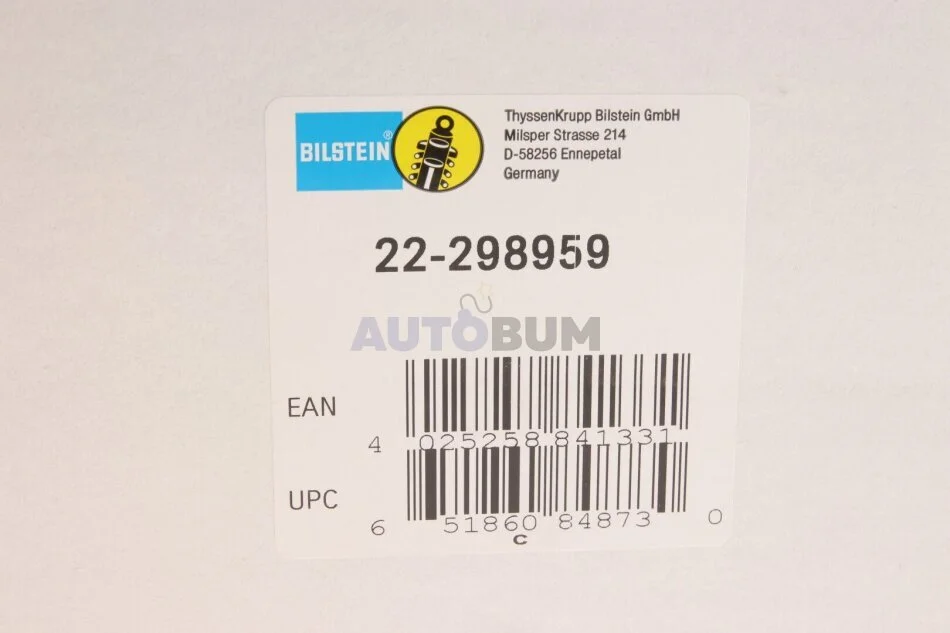 BILSTEIN®
ThyssenKrupp Bilstein GmbH
Milsper Strasse 214
D-58256 Ennepetal
Germany
22-298959
AUTOBUM
EAN
4 025258 841331
UPC
6 51860 84873 0
C